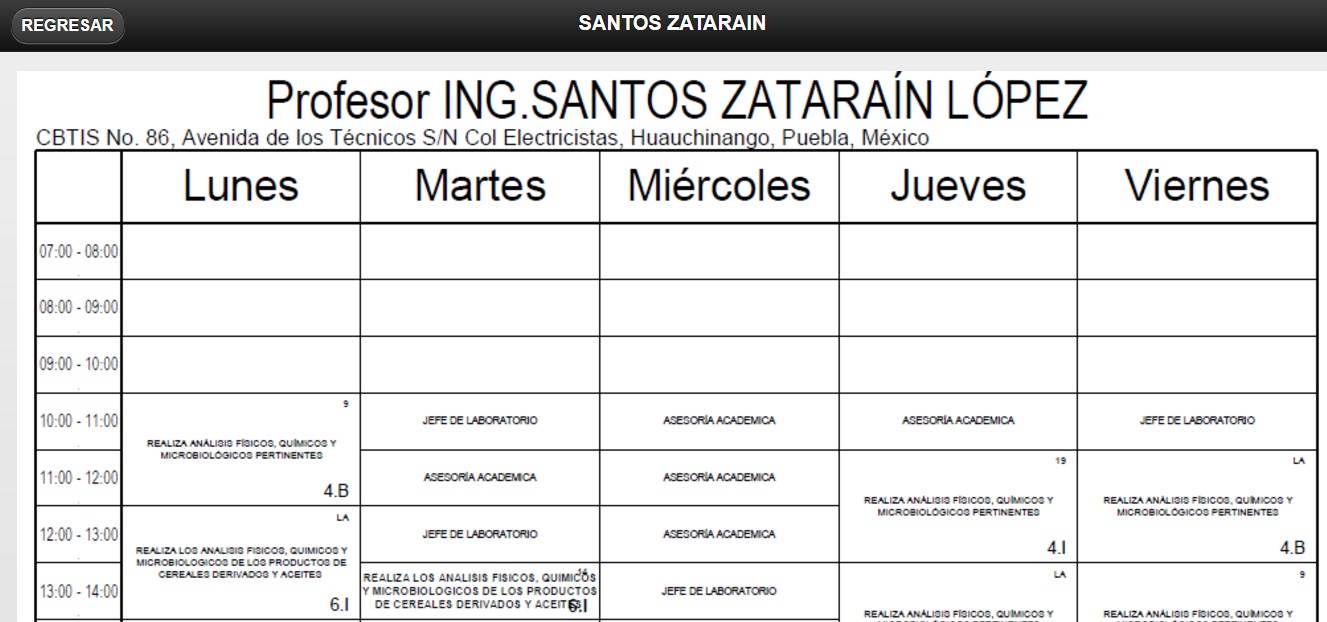 REGRESAR
SANTOS ZATARAIN
Profesor ING.SANTOS ZATARAÍN LÓPEZ
CBTIS No. 86, Avenida de los Técnicos S/N Col Electricistas, Huauchinango, Puebla, México
Lunes Martes Miércoles Jueves Viernes
07:00 - 08:00
08:00 - 09:00
09:00 - 10:00
10:00 - 11:00
9
REALIZA ANÁLISIS FÍSICOS, QUÍMICOS Y
MICROBIOLÓGICOS PERTINENTES
4.B
JEFE DE LABORATORIO
ASESORÍA ACADEMICA
ASESORÍA ACADEMICA
JEFE DE LABORATORIO
11:00 - 12:00
ASESORÍA ACADEMICA
ASESORÍA ACADEMICA
19
REALIZA ANÁLISIS FÍSICOS, QUÍMICOS Y
MICROBIOLÓGICOS PERTINENTES
4.I
LA
REALIZA ANÁLISIS FÍSICOS, QUÍMICOS Y
MICROBIOLÓGICOS PERTINENTES
4.B
12:00 - 13:00
LA
REALIZA LOS ANALISIS FISICOS, QUIMICOS Y
MICROBIOLOGICOS DE LOS PRODUCTOS DE
CEREALES DERIVADOS Y ACEITES
6.I
JEFE DE LABORATORIO
ASESORÍA ACADEMICA
13:00 - 14:00
14
REALIZA LOS ANALISIS FISICOS, QUIMICOS
Y MICROBIOLOGICOS DE LOS PRODUCTOS
DE CEREALES DERIVADOS Y ACEITES
6.I
JEFE DE LABORATORIO
LA
REALIZA ANÁLISIS FÍSICOS, QUÍMICOS Y
9
REALIZA ANÁLISIS FÍSICOS, QUÍMICOS Y